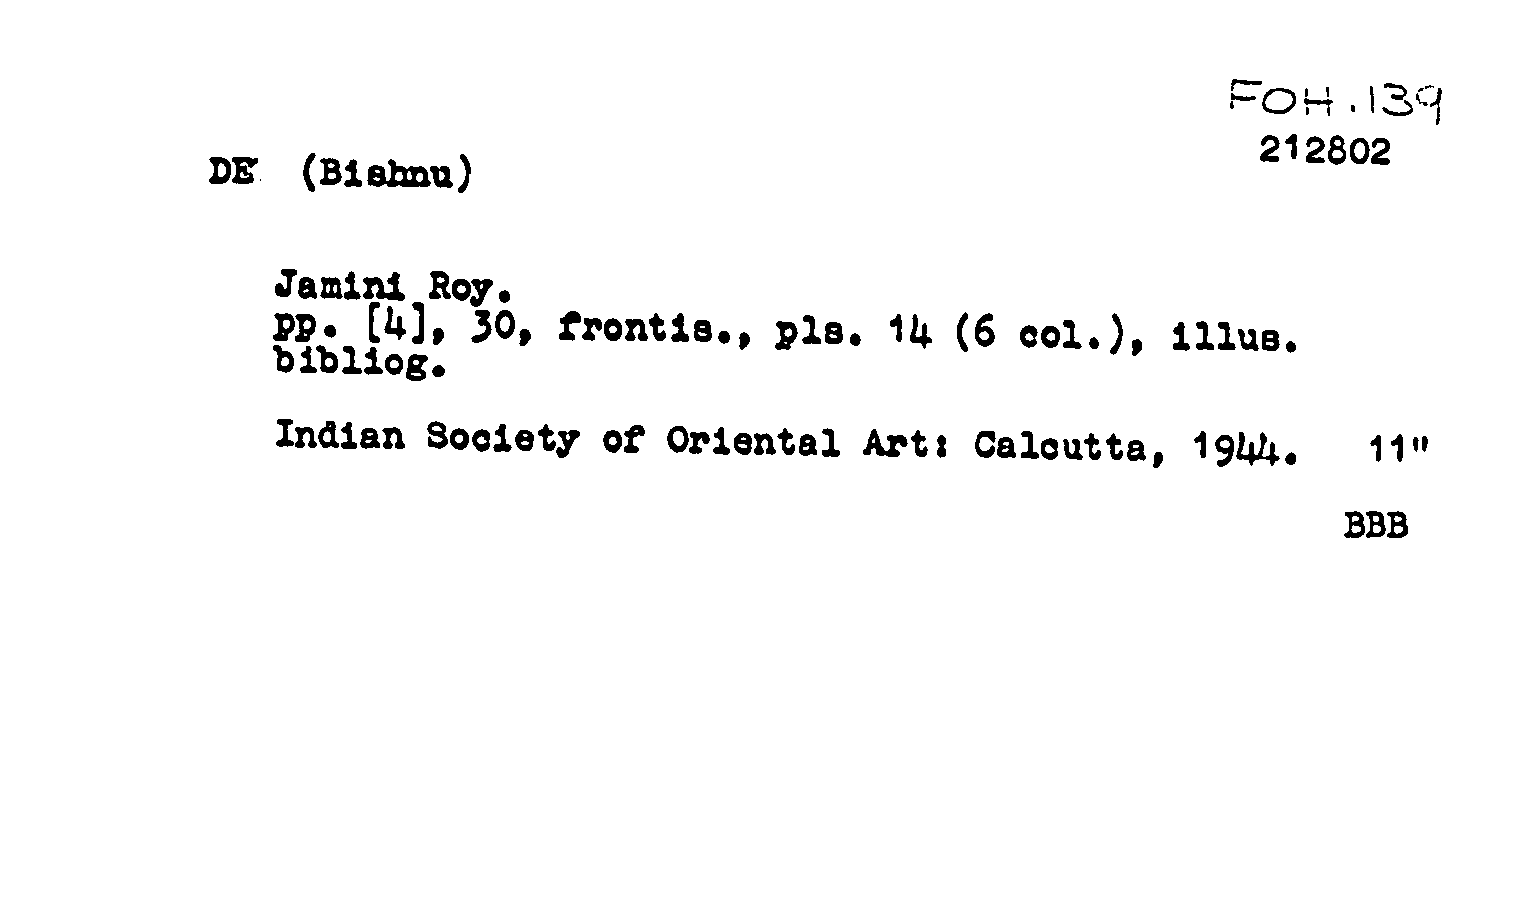 FOH.139
212802
DE (Bishnu)
Jamini Roy.
pp. [4], 30, frontis., pls. 14 (6 col.), illus.
bibliog.
Indian Society of Oriental Art: Calcutta, 1944. 11"
BBB